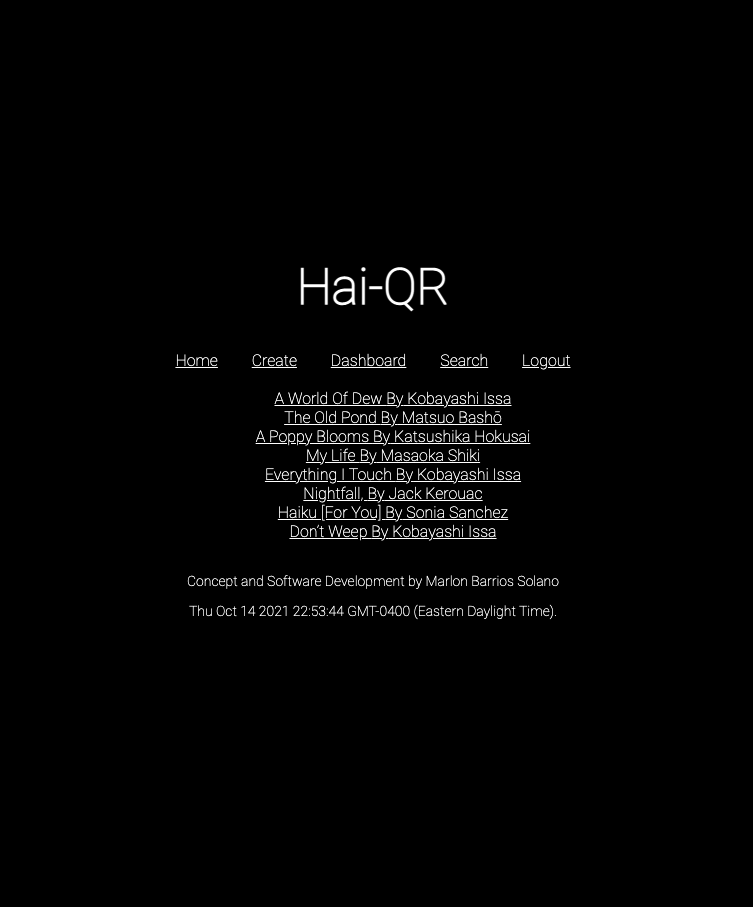 Hai-QR
Home Create Dashboard Search Logout
A World Of Dew By Kobayashi Issa
The Old Pond By Matsuo Bashō
A Poppy Blooms By Katsushika Hokusai
My Life By Masaoka Shiki
Everything I Touch By Kobayashi Issa
Nightfall, By Jack Kerouac
Haiku [For You] By Sonia Sanchez
Don’t Weep By Kobayashi Issa
Concept and Software Development by Marlon Barrios Solano
Thu Oct 14 2021 22:53:44 GMT-0400 (Eastern Daylight Time).